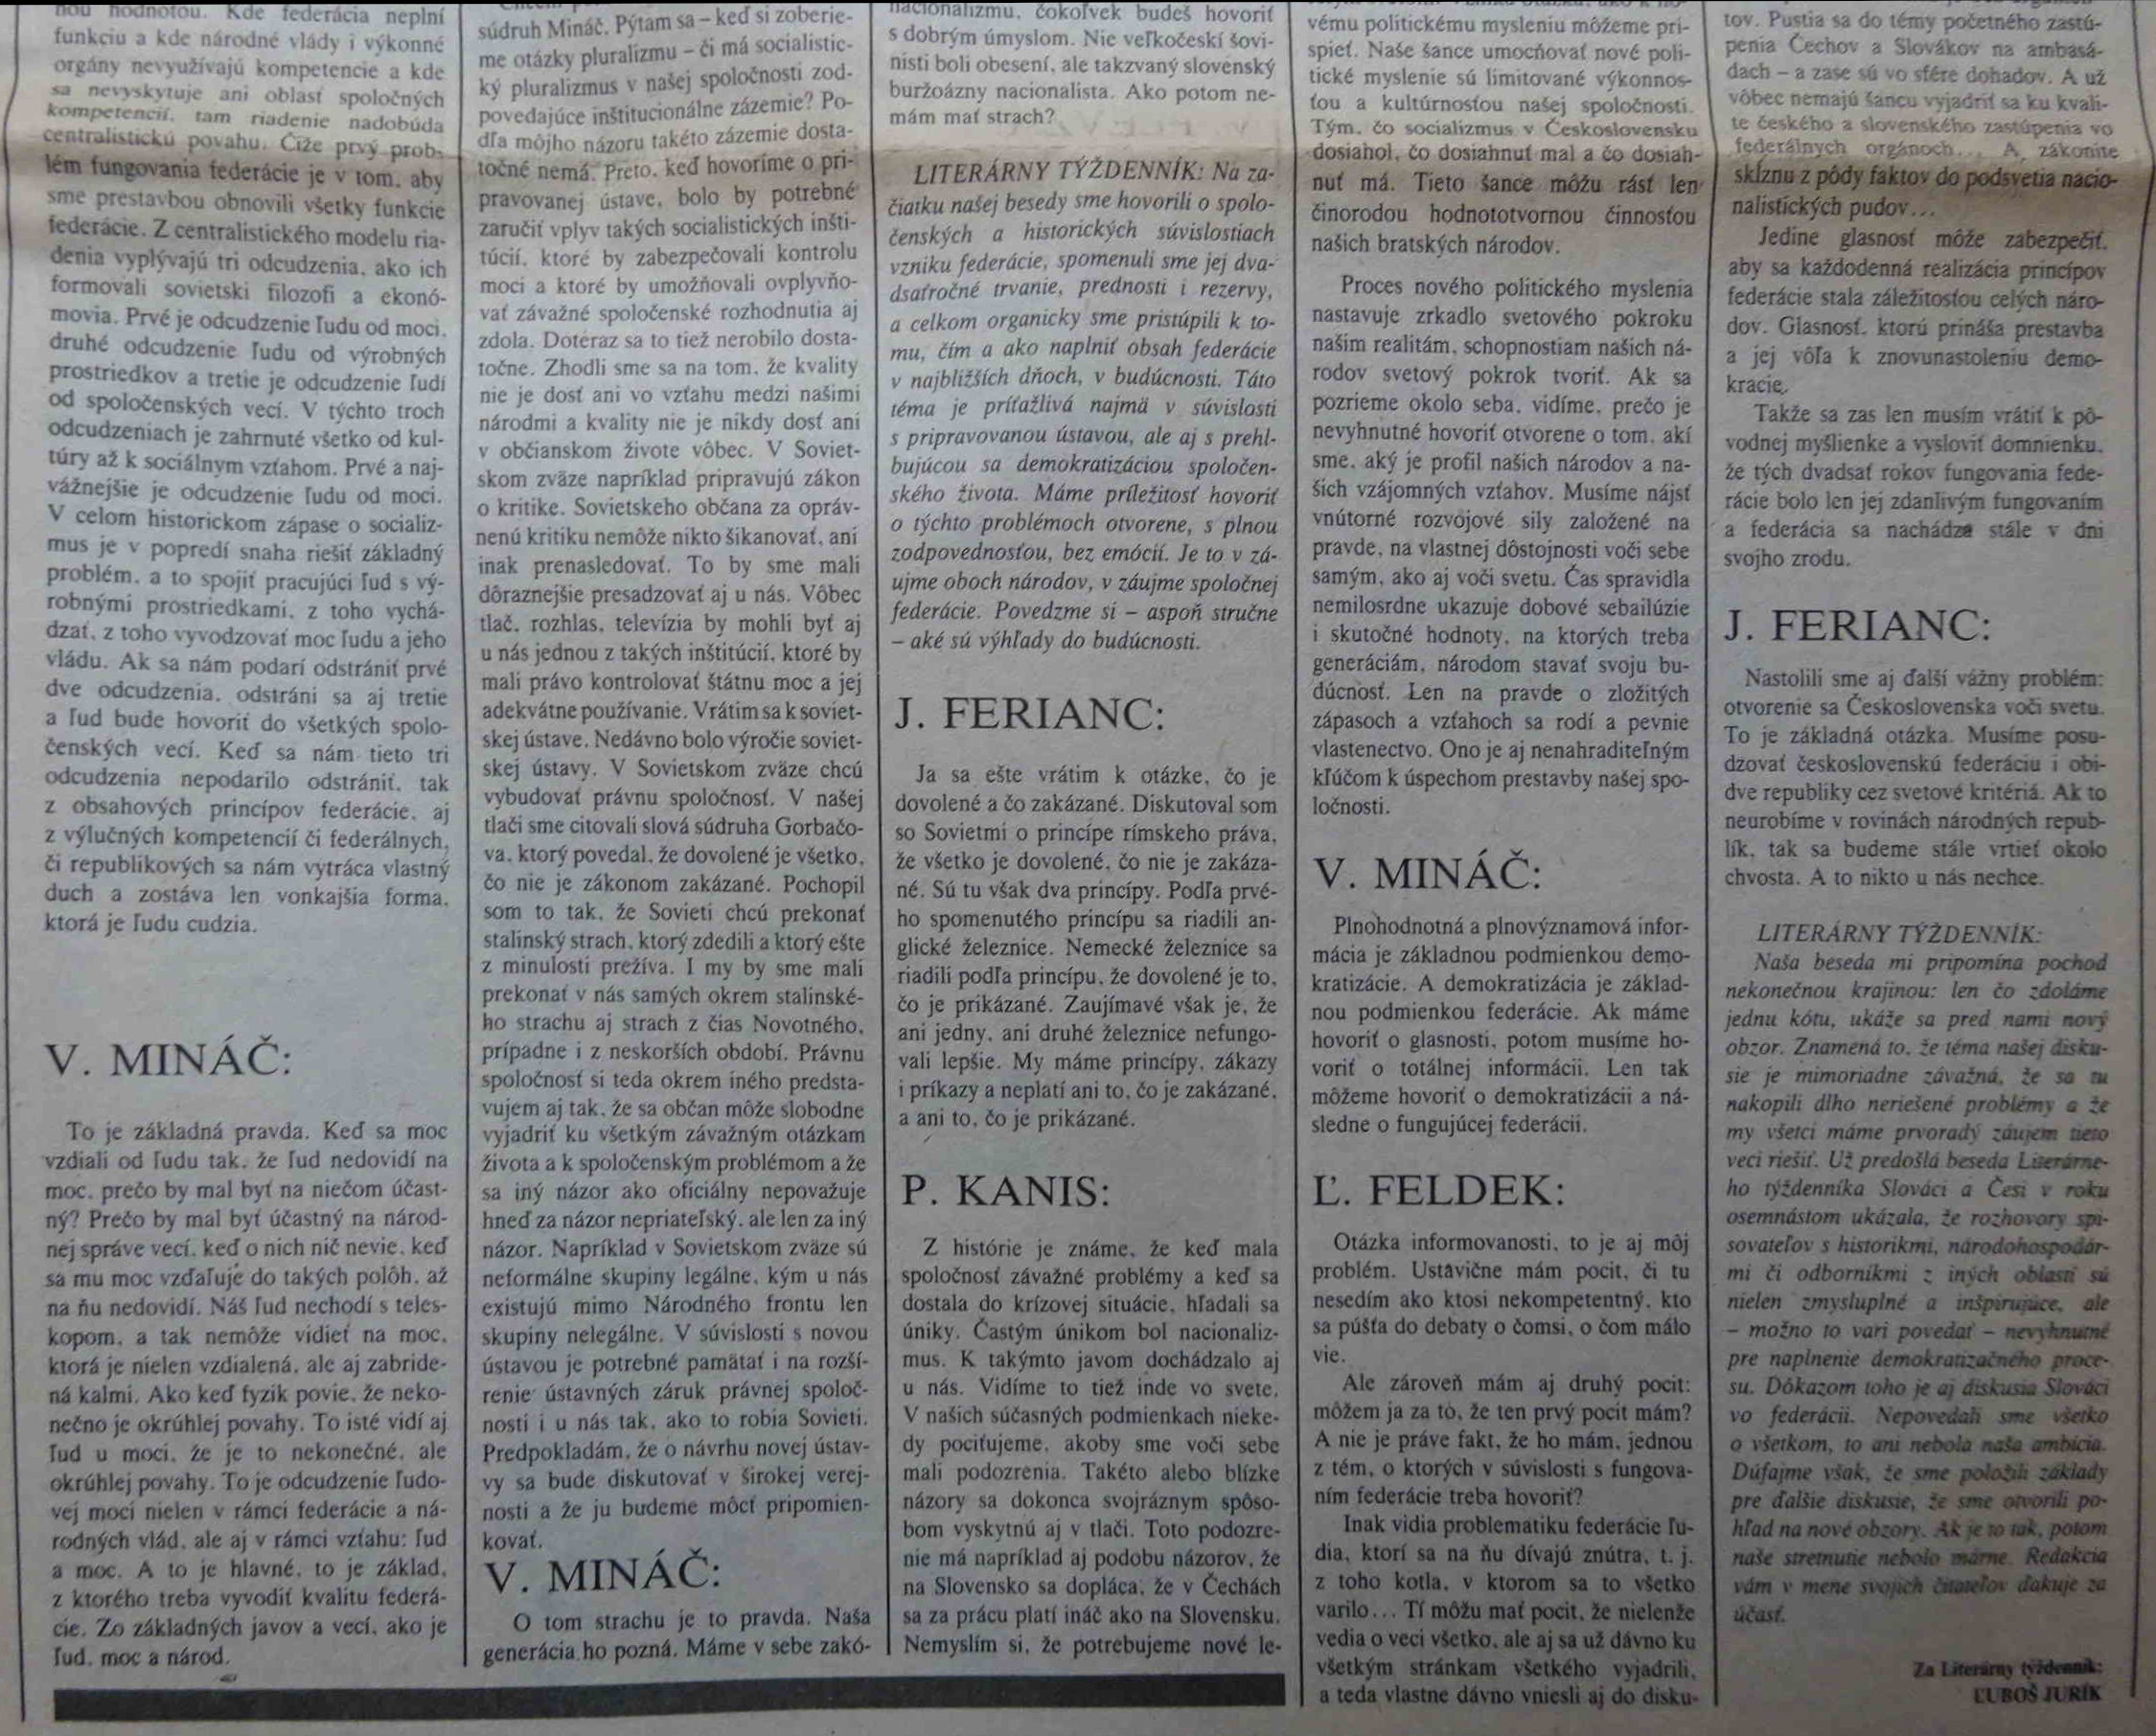 nou hodnotou. Kde federácia neplní
funkciu a kde národné vlády i výkonné
orgány nevyužívajú kompetencie a kde
sa nevyskytuje ani oblasť spoločných
kompetencií, tam riadenie nadobúda
centralistickú povahu. Čiže prvý prob-
lém fungovania federácie je v tom, aby
sme prestavbou obnovili všetky funkcie
federácie. Z centralistického modelu ria-
denia vyplývajú tri odcudzenia, ako ich
formovali sovietski filozofi a ekonó-
movia. Prvé je odcudzenie ľudu od moci,
druhé odcudzenie ľudu od výrobných
prostriedkov a tretie je odcudzenie ľudí
od spoločenských vecí. V týchto troch
odcudzeniach je zahrnuté všetko od kul-
túry až k sociálnym vzťahom. Prvé a naj-
vážnejšie je odcudzenie ľudu od moci.
V celom historickom zápase o socializ-
mus je v popredí snaha riešiť základný
problém, a to spojiť pracujúci ľud s vý-
robnými prostriedkami, z toho vychá-
dzať, z toho vyvodzovať moc ľudu a jeho
vládu. Ak sa nám podarí odstrániť prvé
dve odcudzenia, odstráni sa aj tretie
a ľud bude hovoriť do všetkých spolo-
čenských vecí. Keď sa nám tieto tri
odcudzenia nepodarilo odstrániť, tak
z obsahových princípov federácie, aj
z výlučných kompetencií či federálnych,
či republikových sa nám vytráca vlastný
duch a zostáva len vonkajšia forma,
ktorá je ľudu cudzia.
V. MINÁČ:
To je základná pravda. Keď sa moc
vzdiali od ľudu tak, že ľud nedovidí na
moc, prečo by mal byť na niečom účast-
ný? Prečo by mal byť účastný na národ-
nej správe vecí, keď o nich nič nevie, keď
sa mu moc vzďaľuje do takých polôh, až
na ňu nedovidí. Náš ľud nechodí s teles-
kopom, a tak nemôže vidieť na moc,
ktorá je nielen vzdialená, ale aj zabride-
ná kalmi. Ako keď fyzik povie, že neko-
nečno je okrúhlej povahy. To isté vidí aj
ľud u moci, že je to nekonečné, ale
okrúhlej povahy. To je odcudzenie ľudo-
vej moci nielen v rámci federácie a ná-
rodných vlád, ale aj v rámci vzťahu: ľud
a moc. A to je hlavné, to je základ,
z ktorého treba vyvodiť kvalitu federá-
cie. Zo základných javov a vecí, ako je
ľud, moc a národ.
súdruh Mináč. Pýtam sa – keď si zoberie-
me otázky pluralizmu – či má socialistic-
ký pluralizmus v našej spoločnosti zod-
povedajúce inštitucionálne zázemie? Po-
dľa môjho názoru takéto zázemie dosta-
točné nemá. Preto, keď hovoríme o pri-
pravovanej ústave, bolo by potrebné
zaručiť vplyv takých socialistických inšti-
túcií, ktoré by zabezpečovali kontrolu
moci a ktoré by umožňovali ovplyvňo-
vať závažné spoločenské rozhodnutia aj
zdola. Doteraz sa to tiež nerobilo dosta-
točne. Zhodli sme sa na tom, že kvality
nie je dosť ani vo vzťahu medzi našimi
národmi a kvality nie je nikdy dosť ani
v občianskom živote vôbec. V Soviet-
skom zväze napríklad pripravujú zákon
o kritike. Sovietskeho občana za opráv-
nenú kritiku nemôže nikto šikanovať, ani
inak prenasledovať. To by sme mali
dôraznejšie presadzovať aj u nás. Vôbec
tlač, rozhlas, televízia by mohli byť aj
u nás jednou z takých inštitúcií, ktoré by
mali právo kontrolovať štátnu moc a jej
adekvátne používanie. Vrátim sa k soviet-
skej ústave. Nedávno bolo výročie soviet-
skej ústavy. V Sovietskom zväze chcú
vybudovať právnu spoločnosť. V našej
tlači sme citovali slová súdruha Gorbačo-
va, ktorý povedal, že dovolené je všetko,
čo nie je zákonom zakázané. Pochopil
som to tak, že Sovieti chcú prekonať
stalinský strach, ktorý zdedili a ktorý ešte
z minulosti prežíva. I my by sme mali
prekonať v nás samých okrem stalinské-
ho strachu aj strach z čias Novotného,
prípadne i z neskorších období. Právnu
spoločnosť si teda okrem iného predsta-
vujem aj tak, že sa občan môže slobodne
vyjadriť ku všetkým závažným otázkam
života a k spoločenským problémom a že
sa iný názor ako oficiálny nepovažuje
hneď za názor nepriateľský, ale len za iný
názor. Napríklad v Sovietskom zväze sú
neformálne skupiny legálne, kým u nás
existujú mimo Národného frontu len
skupiny nelegálne. V súvislosti s novou
ústavou je potrebné pamätať i na rozší-
renie ústavných záruk právnej spoloč-
nosti i u nás tak, ako to robia Sovieti.
Predpokladám, že o návrhu novej ústav-
vy sa bude diskutovať v širokej verej-
nosti a že ju budeme môcť pripomien-
kovať.
V. MINÁČ:
O tom strachu je to pravda. Naša
generácia ho pozná. Máme v sebe zakó-
nacionalizmu, čokoľvek budeš hovoriť
s dobrým úmyslom. Nie veľkočeskí šovi-
nisti boli obesení, ale takzvaný slovenský
buržoázny nacionalista. Ako potom ne-
mám mať strach?
LITERÁRNY TÝŽDENNÍK: Na za-
čiatku našej besedy sme hovorili o spolo-
čenských a historických súvislostiach
vzniku federácie, spomenuli sme jej dva-
dsaťročné trvanie, prednosti i rezervy,
a celkom organicky sme pristúpili k to-
mu, čím a ako naplniť obsah federácie
v najbližších dňoch, v budúcnosti. Táto
téma je príťažlivá najmä v súvislosti
s pripravovanou ústavou, ale aj s prehl-
bujúcou sa demokratizáciou spoločen-
ského života. Máme príležitosť hovoriť
o týchto problémoch otvorene, s plnou
zodpovednosťou, bez emócií. Je to v zá-
ujme oboch národov, v záujme spoločnej
federácie. Povedzme si – aspoň stručne
– aké sú výhľady do budúcnosti.
J. FERIANC:
Ja sa ešte vrátim k otázke, čo je
dovolené a čo zakázané. Diskutoval som
so Sovietmi o princípe rímskeho práva,
že všetko je dovolené, čo nie je zakáza-
né. Sú tu však dva princípy. Podľa prvé-
ho spomenutého princípu sa riadili an-
glické železnice. Nemecké železnice sa
riadili podľa princípu, že dovolené je to,
čo je prikázané. Zaujímavé však je, že
ani jedny, ani druhé železnice nefungo-
vali lepšie. My máme princípy, zákazy
i príkazy a neplatí ani to, čo je zakázané,
a ani to, čo je prikázané.
P. KANIS:
Z histórie je známe, že keď mala
spoločnosť závažné problémy a keď sa
dostala do krízovej situácie, hľadali sa
úniky. Častým únikom bol nacionaliz-
mus. K takýmto javom dochádzalo aj
u nás. Vidíme to tiež inde vo svete.
V našich súčasných podmienkach nieke-
dy pociťujeme, akoby sme voči sebe
mali podozrenia. Takéto alebo blízke
názory sa dokonca svojráznym spôso-
bom vyskytnú aj v tlači. Toto podozre-
nie má napríklad aj podobu názorov, že
na Slovensko sa dopláca, že v Čechách
sa za prácu platí ináč ako na Slovensku.
Nemyslím si, že potrebujeme nové le-
vému politickému mysleniu môžeme pri-
spieť. Naše šance umocňovať nové poli-
tické myslenie sú limitované výkonnos-
ťou a kultúrnosťou našej spoločnosti.
Tým, čo socializmus v Československu
dosiahol, čo dosiahnuť mal a čo dosiah-
nuť má. Tieto šance môžu rásť len
činorodou hodnototvornou činnosťou
našich bratských národov.
Proces nového politického myslenia
nastavuje zrkadlo svetového pokroku
našim realitám, schopnostiam našich ná-
rodov svetový pokrok tvoriť. Ak sa
pozrieme okolo seba, vidíme, prečo je
nevyhnutné hovoriť otvorene o tom, akí
sme, aký je profil našich národov a na-
šich vzájomných vzťahov. Musíme nájsť
vnútorné rozvojové sily založené na
pravde, na vlastnej dôstojnosti voči sebe
samým, ako aj voči svetu. Čas spravidla
nemilosrdne ukazuje dobové sebailúzie
i skutočné hodnoty, na ktorých treba
generáciám, národom stavať svoju bu-
dúcnosť. Len na pravde o zložitých
zápasoch a vzťahoch sa rodí a pevnie
vlastenectvo. Ono je aj nenahraditeľným
kľúčom k úspechom prestavby našej spo-
ločnosti.
V. MINÁČ:
Plnohodnotná a plnovýznamová infor-
mácia je základnou podmienkou demo-
kratizácie. A demokratizácia je základ-
nou podmienkou federácie. Ak máme
hovoriť o glasnosti, potom musíme ho-
voriť o totálnej informácii. Len tak
môžeme hovoriť o demokratizácii a ná-
sledne o fungujúcej federácii.
Ľ. FELDEK:
Otázka informovanosti, to je aj môj
problém. Ustavične mám pocit, či tu
nesedím ako ktosi nekompetentný, kto
sa púšťa do debaty o čomsi, o čom málo
vie.
Ale zároveň mám aj druhý pocit:
môžem ja za to, že ten prvý pocit mám?
A nie je práve fakt, že ho mám, jednou
z tém, o ktorých v súvislosti s fungova-
ním federácie treba hovoriť?
Inak vidia problematiku federácie ľu-
dia, ktorí sa na ňu dívajú znútra, t. j.
z toho kotla, v ktorom sa to všetko
varilo... Tí môžu mať pocit, že nielenže
vedia o veci všetko, ale aj sa už dávno ku
všetkým stránkam všetkého vyjadrili,
a teda vlastne dávno vniesli aj do disku-
tov. Pustia sa do témy početného zastú-
penia Čechov a Slovákov na ambasá-
dach – a zase sú vo sfére dohadov. A už
vôbec nemajú šancu vyjadriť sa ku kvali-
te českého a slovenského zastúpenia vo
federálnych orgánoch... A zákonite
skĺznu z pôdy faktov do podsvetia nacio-
nalistických pudov...
Jedine glasnosť môže zabezpečiť,
aby sa každodenná realizácia princípov
federácie stala záležitosťou celých náro-
dov. Glasnosť, ktorú prináša prestavba
a jej vôľa k znovunastoleniu demo-
kracie.
Takže sa zas len musím vrátiť k pô-
vodnej myšlienke a vysloviť domnienku,
že tých dvadsať rokov fungovania fede-
rácie bolo len jej zdanlivým fungovaním
a federácia sa nachádza stále v dni
svojho zrodu.
J. FERIANC:
Nastolili sme aj ďalší vážny problém:
otvorenie sa Československa voči svetu.
To je základná otázka. Musíme posu-
dzovať československú federáciu i obi-
dve republiky cez svetové kritériá. Ak to
neurobíme v rovinách národných repub-
lík, tak sa budeme stále vrtieť okolo
chvosta. A to nikto u nás nechce.
LITERÁRNY TÝŽDENNÍK:
Naša beseda mi pripomína pochod
nekonečnou krajinou: len čo zdoláme
jednu kótu, ukáže sa pred nami nový
obzor. Znamená to, že téma našej disku-
sie je mimoriadne závažná, že sa tu
nakopili dlho neriešené problémy a že
my všetci máme prvoradý záujem tieto
veci riešiť. Už predošlá beseda Literárne-
ho týždenníka Slováci a Česi v roku
osemnástom ukázala, že rozhovory spi-
sovateľov s historikmi, národohospodár-
mi či odborníkmi z iných oblastí sú
nielen zmysluplné a inšpirujúce, ale
– možno to vari povedať – nevyhnutné
pre naplnenie demokratizačného proce-
su. Dôkazom toho je aj diskusia Slováci
vo federácii. Nepovedali sme všetko
o všetkom, to ani nebola naša ambícia.
Dúfajme však, že sme položili základy
pre ďalšie diskusie, že sme otvorili po-
hľad na nové obzory. Ak je to tak, potom
naše stretnutie nebolo márne. Redakcia
vám v mene svojich čitateľov ďakuje za
účasť.
Za Literárny týždenník:
ĽUBOŠ JURÍK